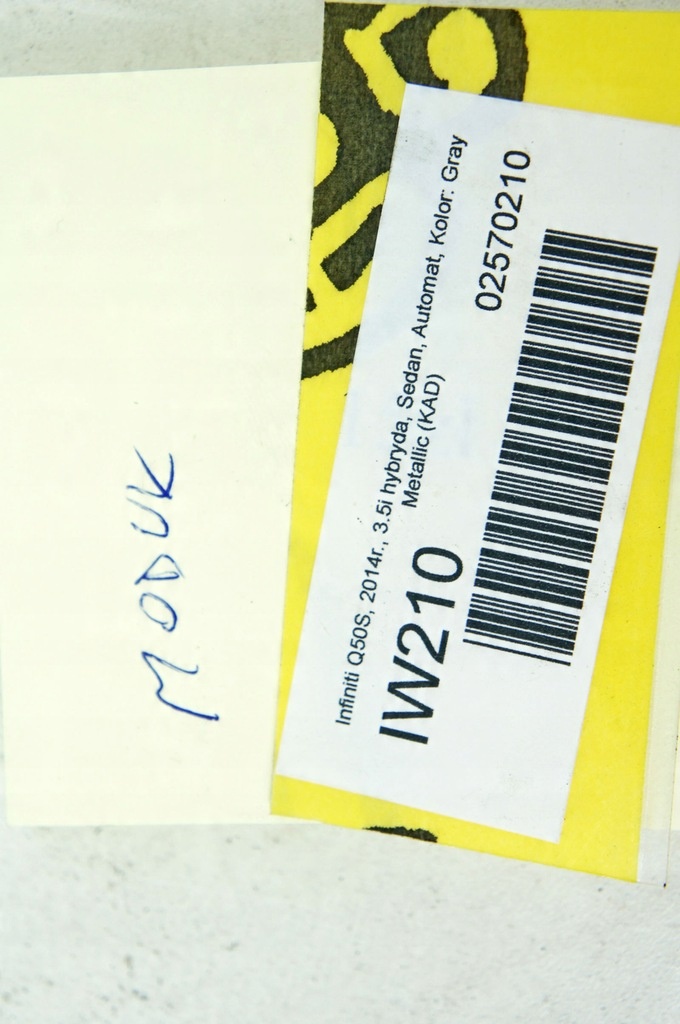 MODUK
Infiniti Q50S, 2014r., 3.5i hybryda, Sedan, Automat, Kolor: Gray
Metallic (KAD)
IW210
02570210